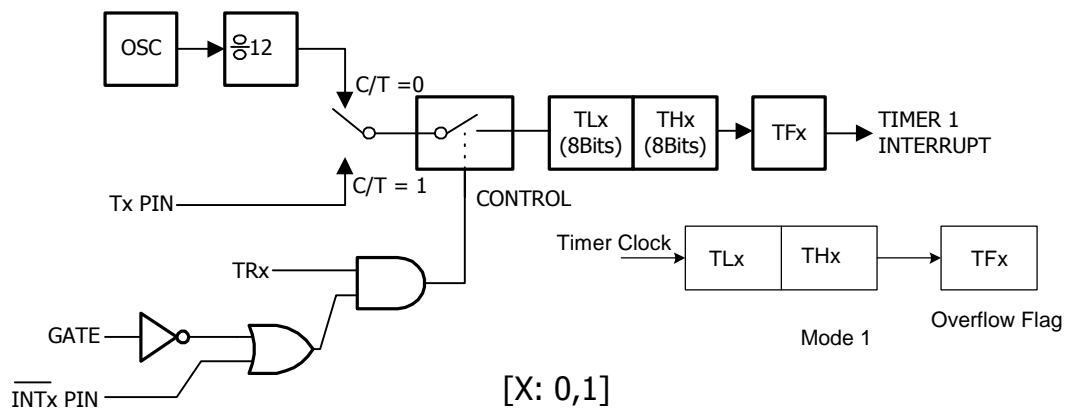 OSC
÷12
C/T =0
TLx
(8Bits)
THx
(8Bits)
TFx
TIMER 1
INTERRUPT
C/T = 1
Tx PIN
CONTROL
Timer Clock
TLx
THx
TFx
TRx
Mode 1
Overflow Flag
GATE
INTx PIN
[X: 0,1]